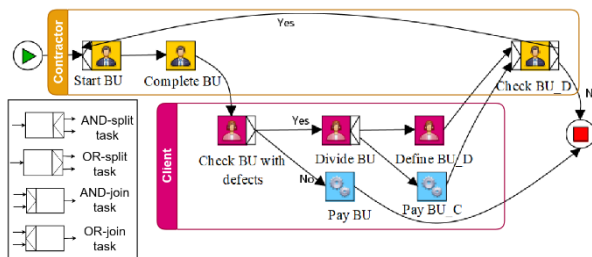 Contractor
Yes
Start BU
Complete BU
Check BU_D
N
Client
Yes
Check BU with
defects
Divide BU
Define BU_D
No
Pay BU
Pay BU_C
AND-split
task
OR-split
task
AND-join
task
OR-join
task